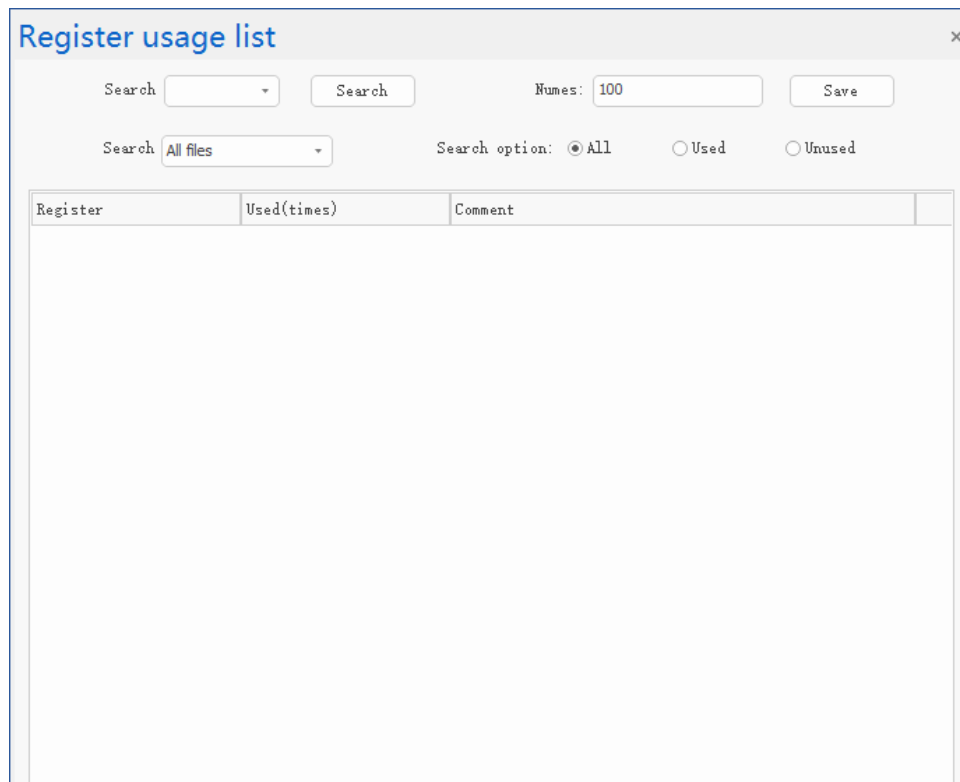 Register usage list
Search Search Numes: 100 Save
Search All files Search option: All Used Unused
Register Used(times) Comment